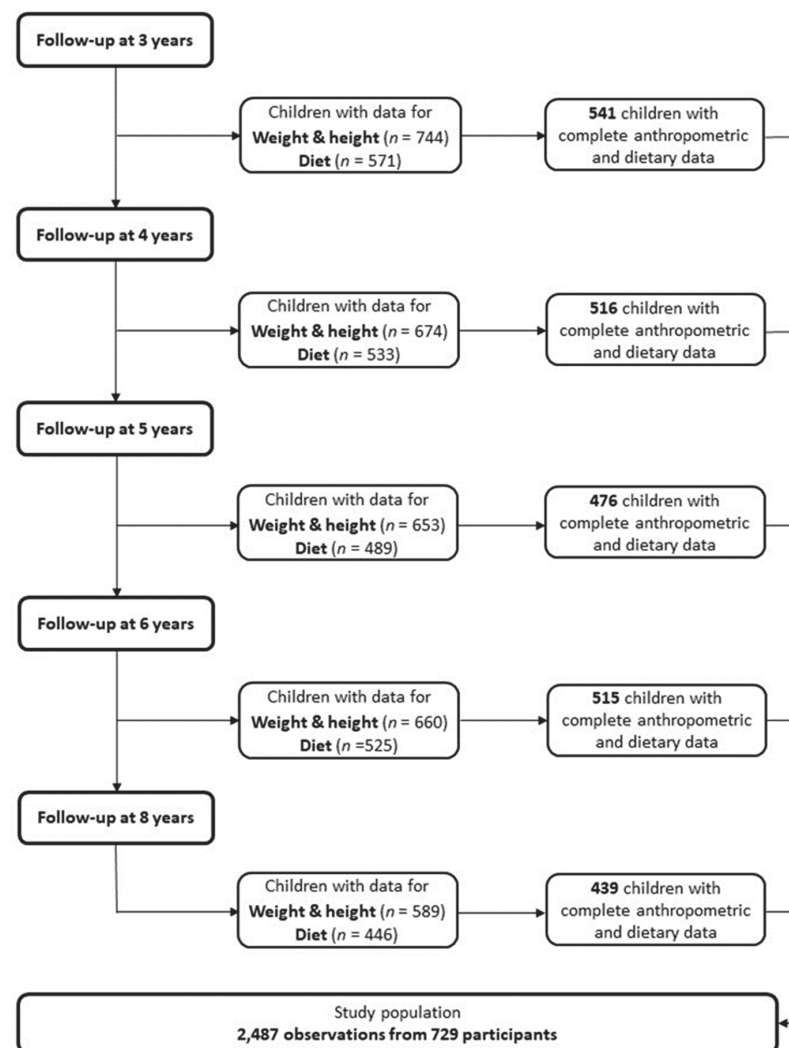 Follow-up at 3 years
Children with data for
Weight & height (n = 744)
Diet (n = 571)
541 children with
complete anthropometric
and dietary data
Follow-up at 4 years
Children with data for
Weight & height (n = 674)
Diet (n = 533)
516 children with
complete anthropometric
and dietary data
Follow-up at 5 years
Children with data for
Weight & height (n = 653)
Diet (n = 489)
476 children with
complete anthropometric
and dietary data
Follow-up at 6 years
Children with data for
Weight & height (n = 660)
Diet (n =525)
515 children with
complete anthropometric
and dietary data
Follow-up at 8 years
Children with data for
Weight & height (n = 589)
Diet (n = 446)
439 children with
complete anthropometric
and dietary data
Study population
2,487 observations from 729 participants